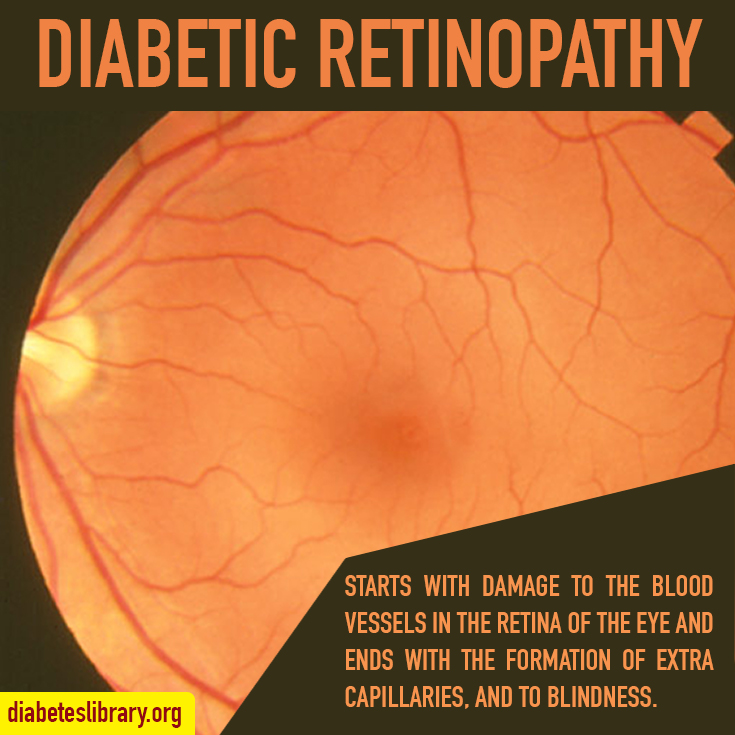 DIABETIC RETINOPATHY
STARTS WITH DAMAGE TO THE BLOOD
VESSELS IN THE RETINA OF THE EYE AND
ENDS WITH THE FORMATION OF EXTRA
CAPILLARIES, AND TO BLINDNESS.
diabeteslibrary.org